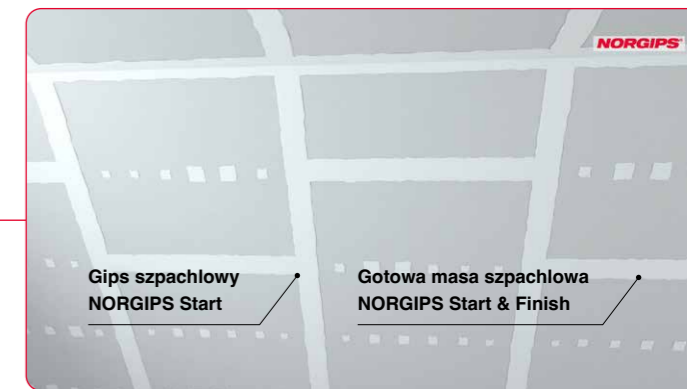 NORGIPS
Gips szpachlowy
NORGIPS Start
Gotowa masa szpachlowa
NORGIPS Start & Finish